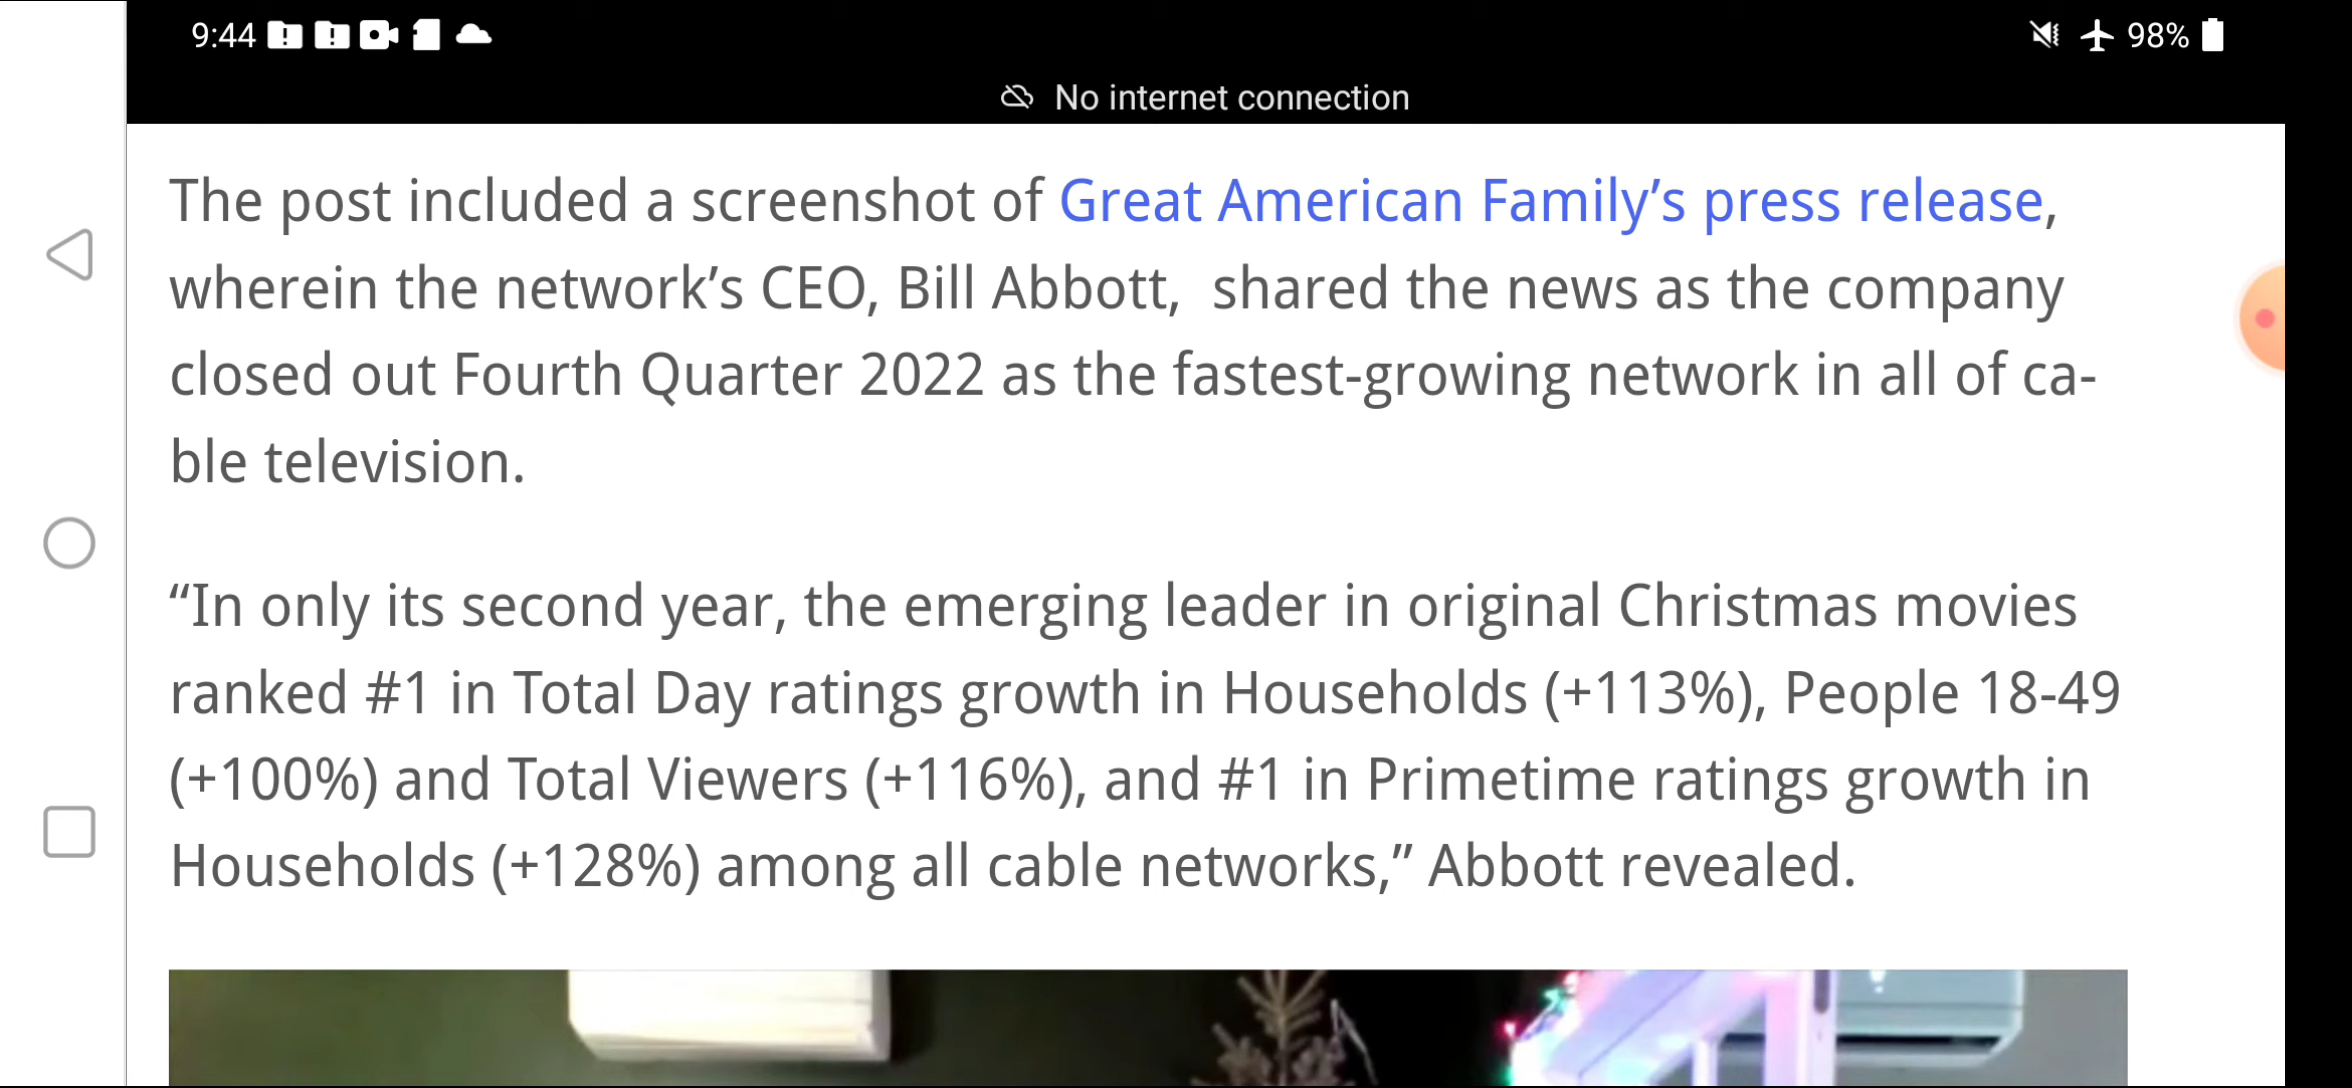 9:44
98%
No internet connection
The post included a screenshot of Great American Family’s press release,
wherein the network’s CEO, Bill Abbott,  shared the news as the company
closed out Fourth Quarter 2022 as the fastest-growing network in all of ca-
ble television.
“In only its second year, the emerging leader in original Christmas movies
ranked #1 in Total Day ratings growth in Households (+113%), People 18-49
(+100%) and Total Viewers (+116%), and #1 in Primetime ratings growth in
Households (+128%) among all cable networks,” Abbott revealed.